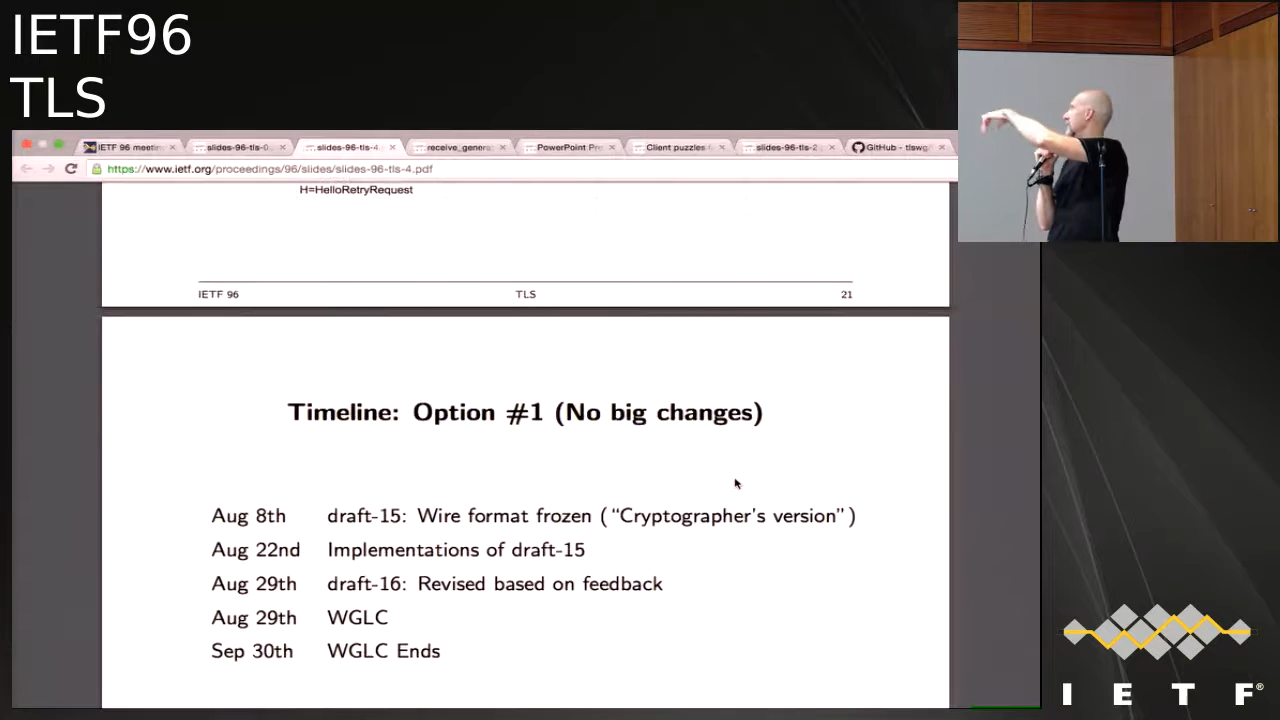 IETF96
TLS
IETF 96 meetin
slides-96-tls-0
slides-96-tls-4.
receive_genera
PowerPoint Pre
Client puzzles f
slides-96-tls-2
GitHub - tlswg
https://www.ietf.org/proceedings/96/slides/slides-96-tls-4.pdf
H=HelloRetryRequest
IETF 96 TLS 21
Timeline: Option #1 (No big changes)
Aug 8th draft-15: Wire format frozen (“Cryptographer’s version”)
Aug 22nd Implementations of draft-15
Aug 29th draft-16: Revised based on feedback
Aug 29th WGLC
Sep 30th WGLC Ends
I E T F®